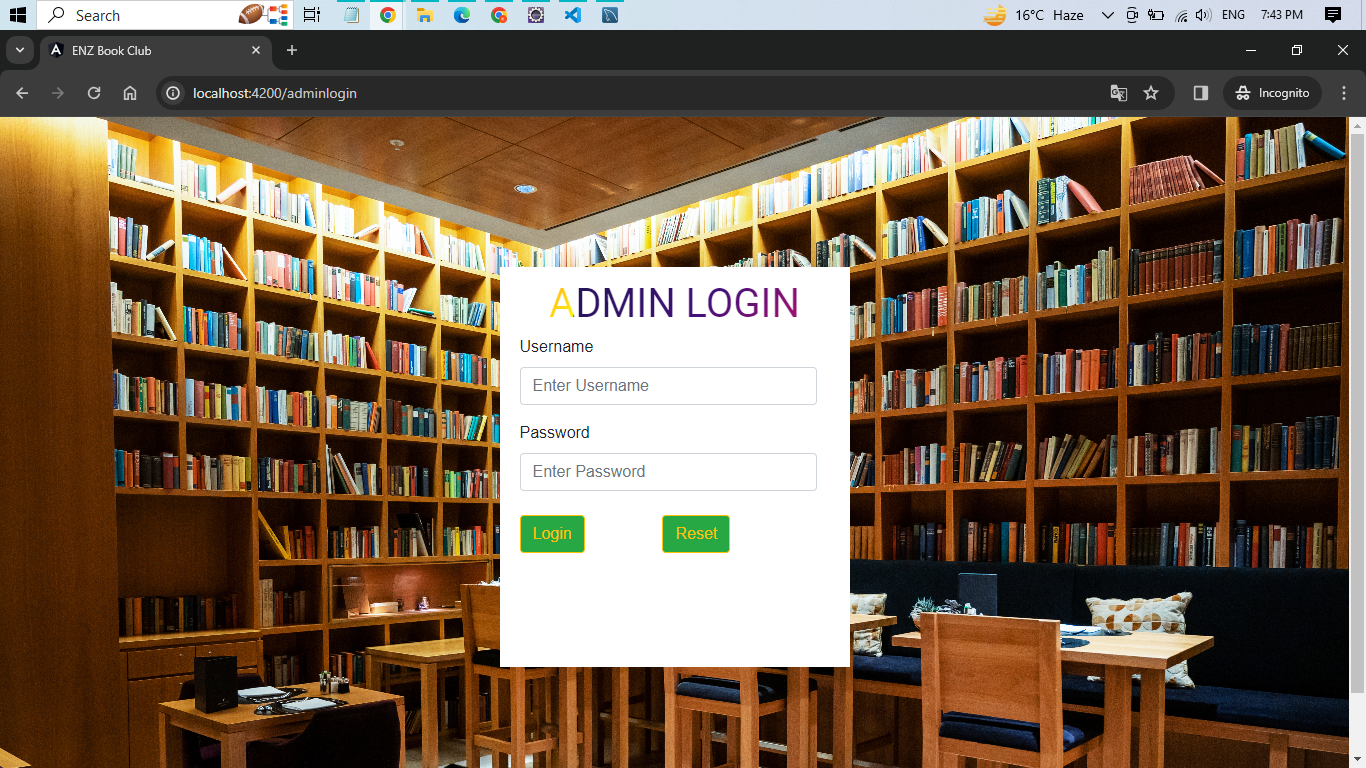 Search
16°C Haze
ENG
7:43 PM
ENZ Book Club
localhost:4200/adminlogin
Incognito
ADMIN LOGIN
Username
Enter Username
Password
Enter Password
Login
Reset